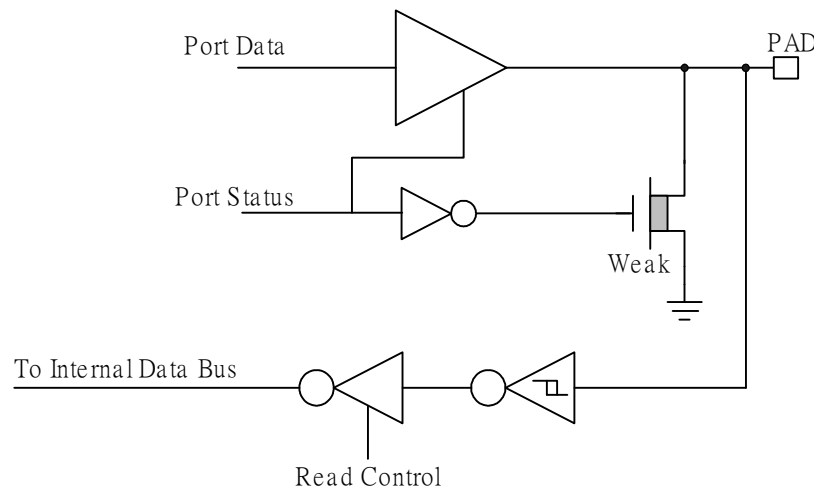 Port Data
PAD
Port Status
Weak
To Internal Data Bus
Read Control